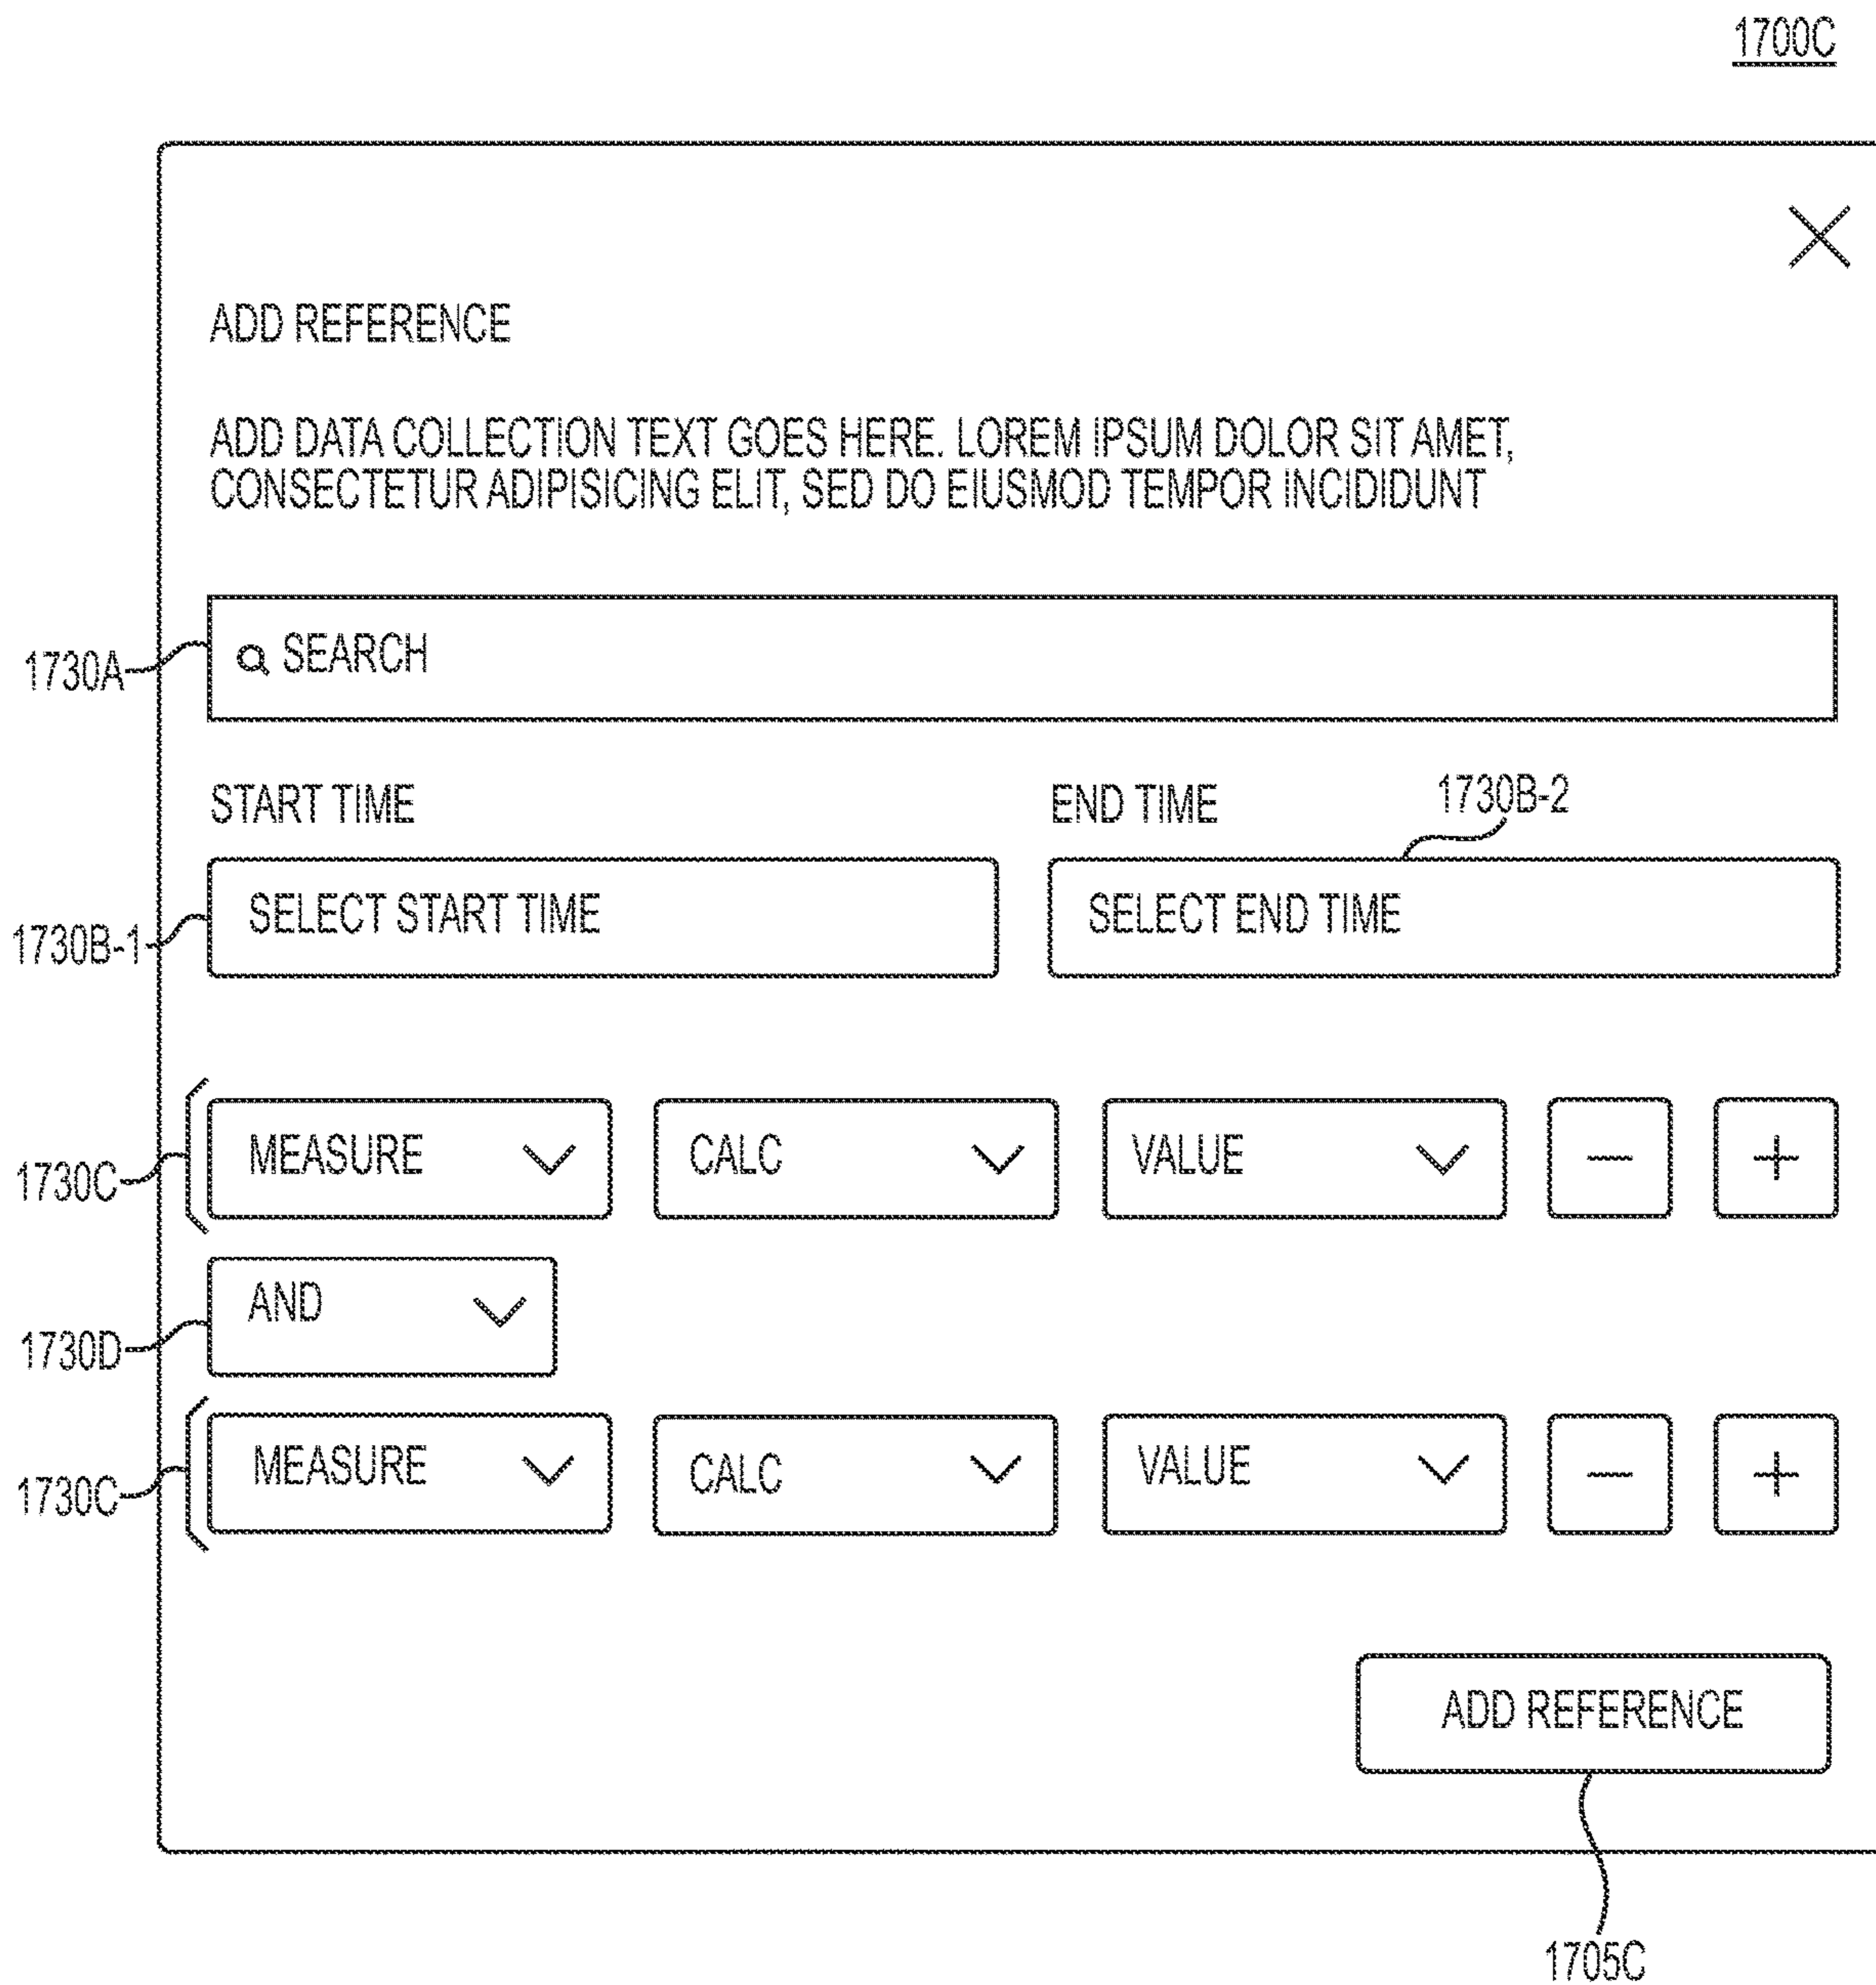 1700C
ADD REFERENCE
ADD DATA COLLECTION TEXT GOES HERE. LOREM IPSUM DOLOR SIT AMET,
CONSECTETUR ADIPISICING ELIT, SED DO EIUSMOD TEMPOR INCIDIDUNT
1730A
SEARCH
START TIME
END TIME
1730B-2
1730B-1
SELECT START TIME
SELECT END TIME
1730C
MEASURE
CALC
VALUE
−
+
1730D
AND
1730C
MEASURE
CALC
VALUE
−
+
ADD REFERENCE
1705C